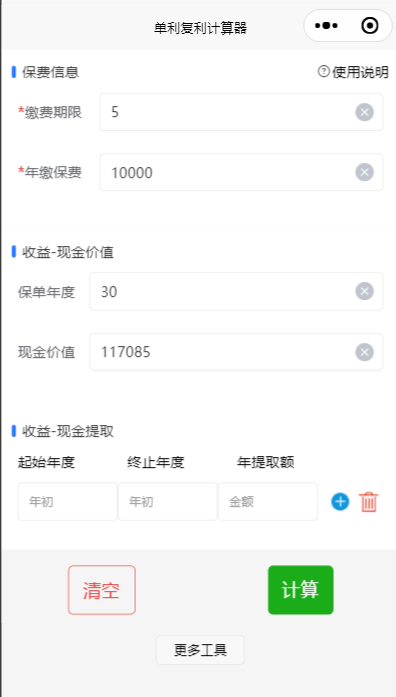 单利复利计算器
保费信息 ?使用说明
*缴费期限 5
*年缴保费 10000
收益-现金价值
保单年度 30
现金价值 117085
收益-现金提取
起始年度 终止年度 年提取额
年初 年初 金额
清空 计算
更多工具